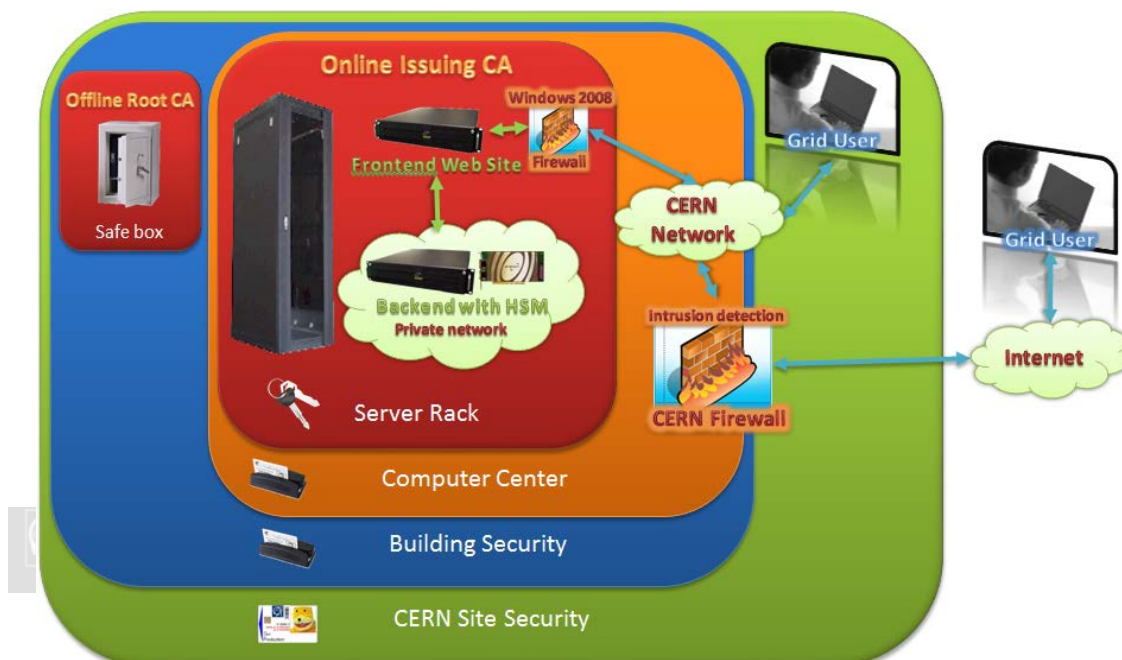 Online Issuing CA
Offline Root CA
Safe box
Windows 2008
Firewall
Frontend Web Site
Backend with HSM
Private network
Server Rack
Grid User
CERN
Network
Intrusion detection
CERN Firewall
Grid User
Internet
Computer Center
Building Security
CERN Site Security